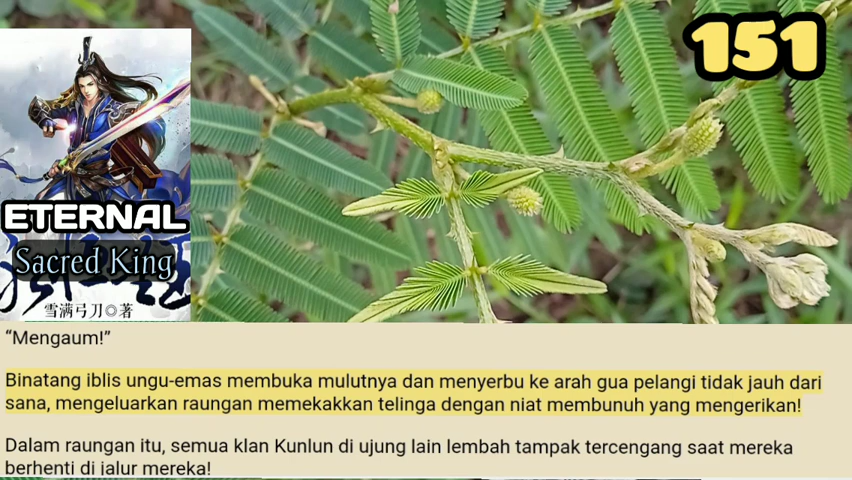 151
ETERNAL
Sacred King
雪满弓刀◎著
“Mengaum!”
Binatang iblis ungu-emas membuka mulutnya dan menyerbu ke arah gua pelangi tidak jauh dari
sana, mengeluarkan raungan memekakkan telinga dengan niat membunuh yang mengerikan!
Dalam raungan itu, semua klan Kunlun di ujung lain lembah tampak tercengang saat mereka
berhenti di jalur mereka!